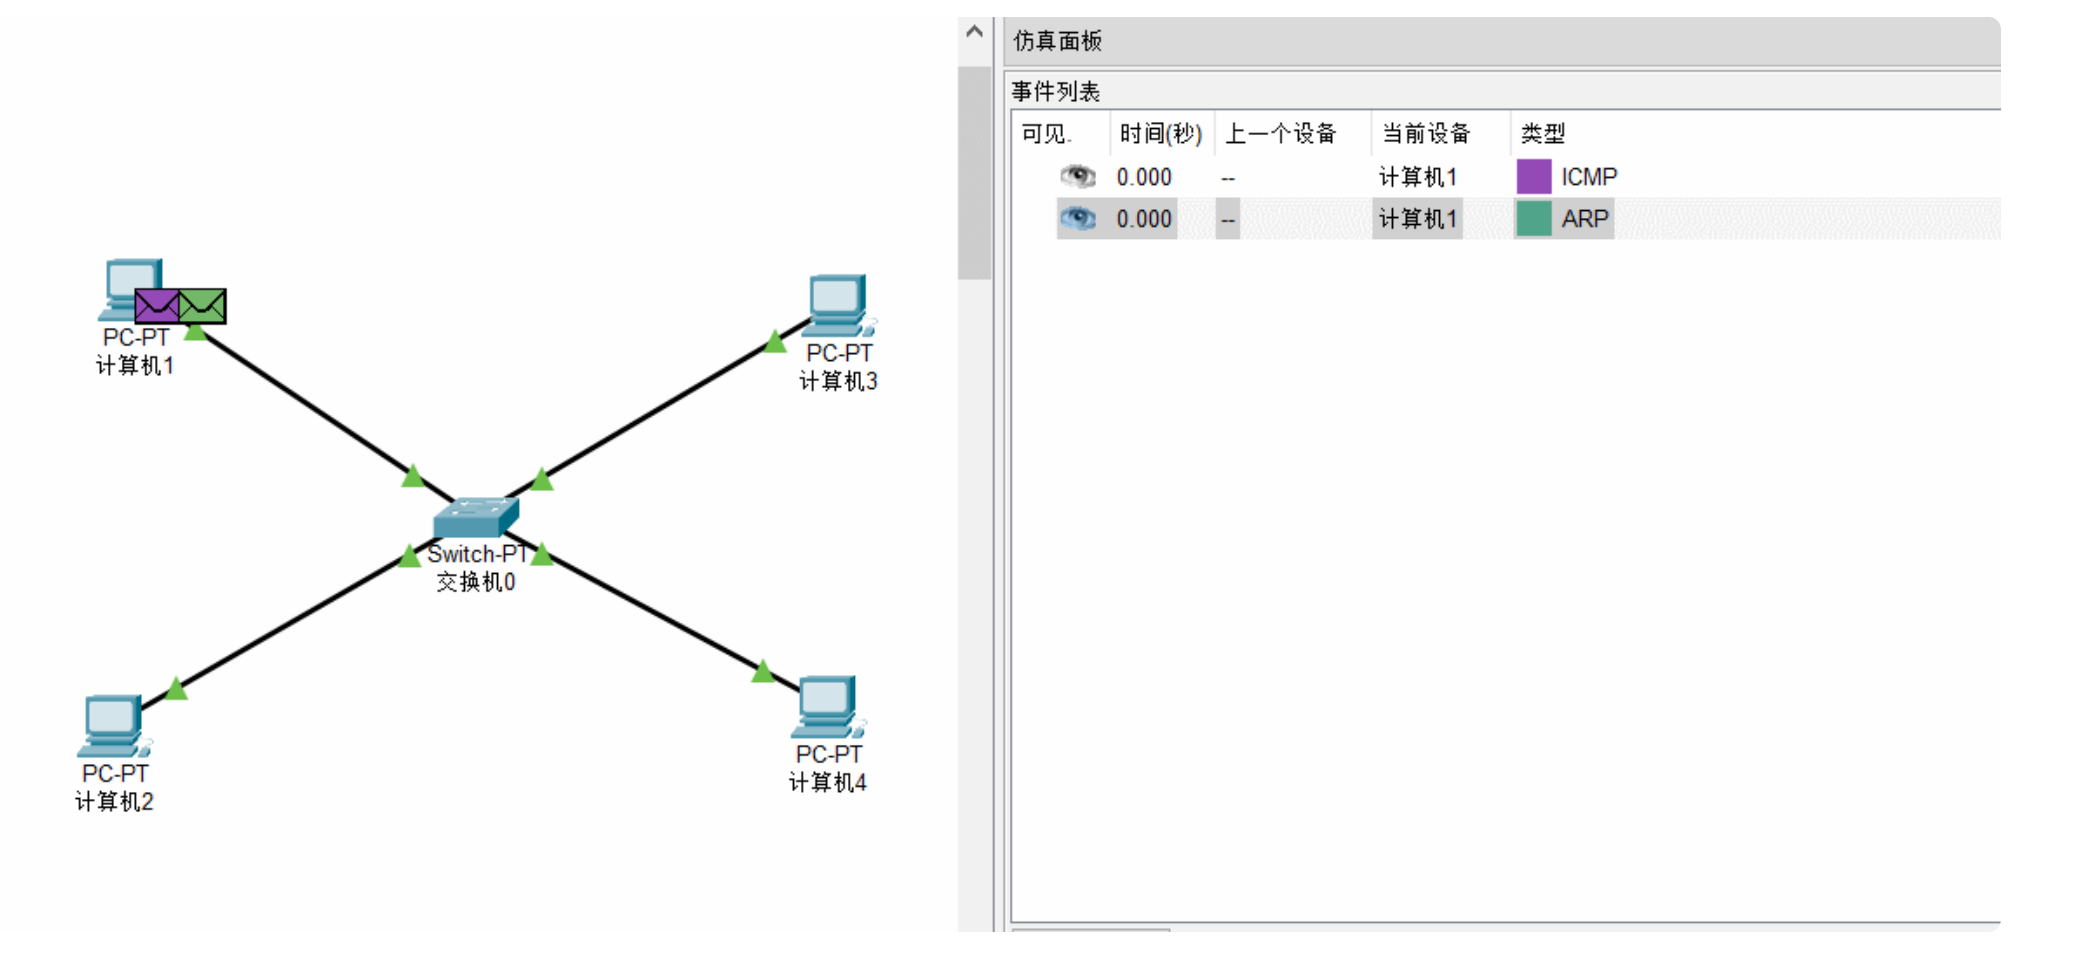 仿真面板
事件列表
可见. 时间(秒) 上一个设备 当前设备 类型
0.000 -- 计算机1 ICMP
0.000 -- 计算机1 ARP
PC-PT
计算机1
PC-PT
计算机3
Switch-PT
交换机0
PC-PT
计算机2
PC-PT
计算机4